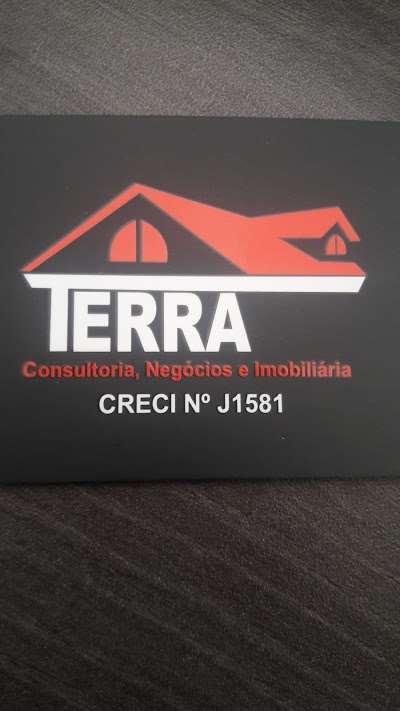 TERRA
Consultoria, Negócios e Imobiliária
CRECI Nº J1581